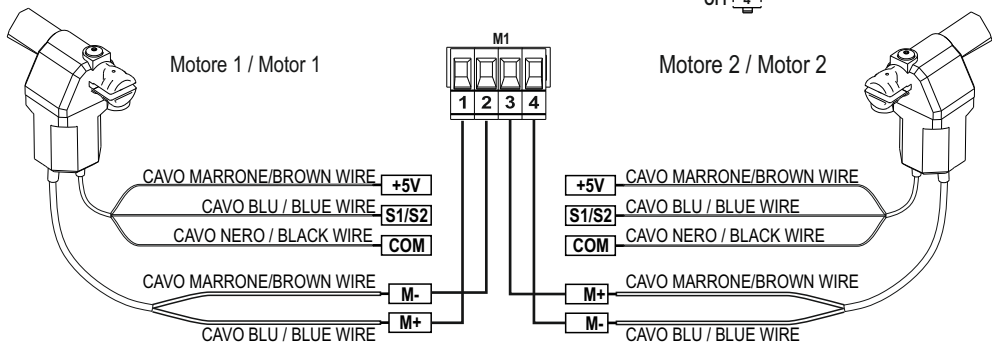 4
M1
Motore 1 / Motor 1
Motore 2 / Motor 2
1 2 3 4
CAVO MARRONE/BROWN WIRE +5V
+5V CAVO MARRONE/BROWN WIRE
CAVO BLU / BLUE WIRE S1/S2
S1/S2 CAVO BLU / BLUE WIRE
CAVO NERO / BLACK WIRE COM
COM CAVO NERO / BLACK WIRE
CAVO MARRONE/BROWN WIRE M-
M+ CAVO MARRONE/BROWN WIRE
M+
M-
CAVO BLU / BLUE WIRE
CAVO BLU / BLUE WIRE